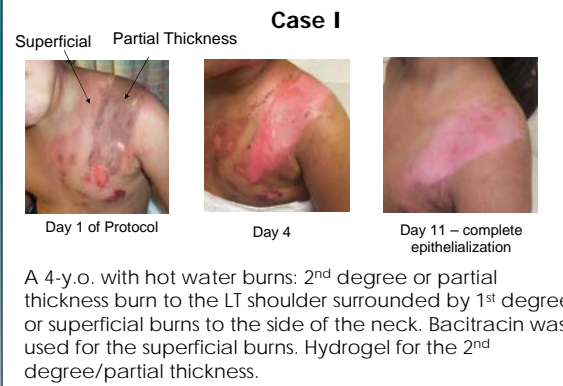 Case I
Superficial
Partial Thickness
Day 1 of Protocol
Day 4
Day 11 – complete
epithelialization
A 4-y.o. with hot water burns: 2nd degree or partial
thickness burn to the LT shoulder surrounded by 1st degree
or superficial burns to the side of the neck. Bacitracin was
used for the superficial burns. Hydrogel for the 2nd
degree/partial thickness.